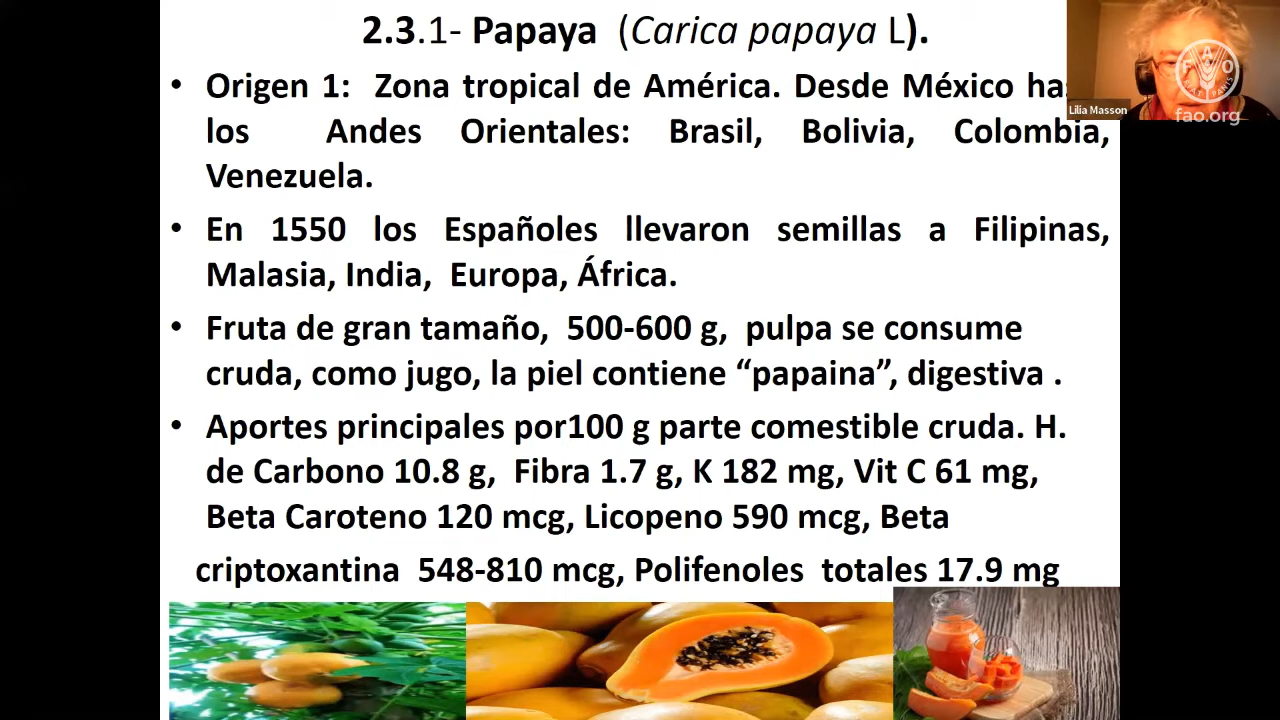 2.3.1- Papaya (Carica papaya L).
• Origen 1: Zona tropical de América. Desde México
los Andes Orientales: Brasil, Bolivia, Colombia,
Venezuela.
• En 1550 los Españoles llevaron semillas a Filipinas,
Malasia, India, Europa, África.
• Fruta de gran tamaño, 500-600 g, pulpa se consume
cruda, como jugo, la piel contiene “papaina”, digestiva .
• Aportes principales por100 g parte comestible cruda. H.
de Carbono 10.8 g, Fibra 1.7 g, K 182 mg, Vit C 61 mg,
Beta Caroteno 120 mcg, Licopeno 590 mcg, Beta
criptoxantina 548-810 mcg, Polifenoles totales 17.9 mg
FAO
Lilia Masson
fao.org